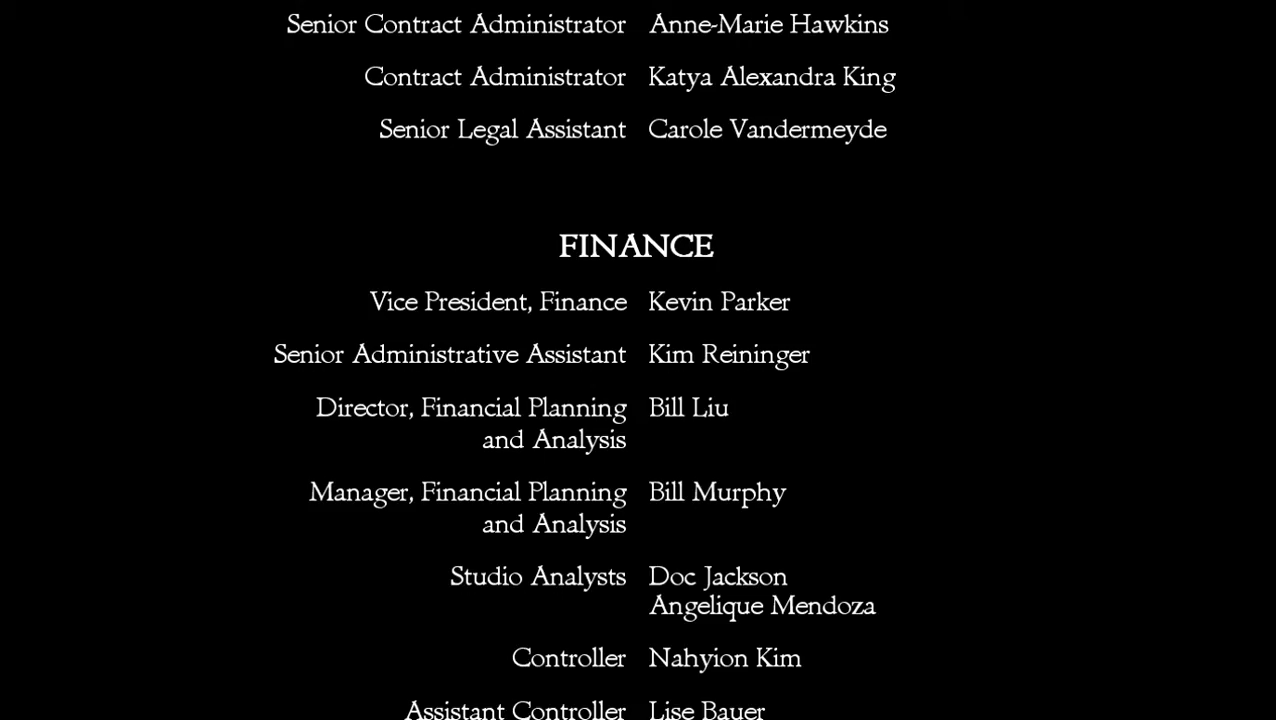 Senior Contract Administrator Anne-Marie Hawkins
Contract Administrator Katya Alexandra King
Senior Legal Assistant Carole Vandermeyde
FINANCE
Vice President, Finance Kevin Parker
Senior Administrative Assistant Kim Reininger
Director, Financial Planning Bill Liu
and Analysis
Manager, Financial Planning Bill Murphy
and Analysis
Studio Analysts Doc Jackson
Angelique Mendoza
Controller Nahyion Kim
Assistant Controller Lise Bauer